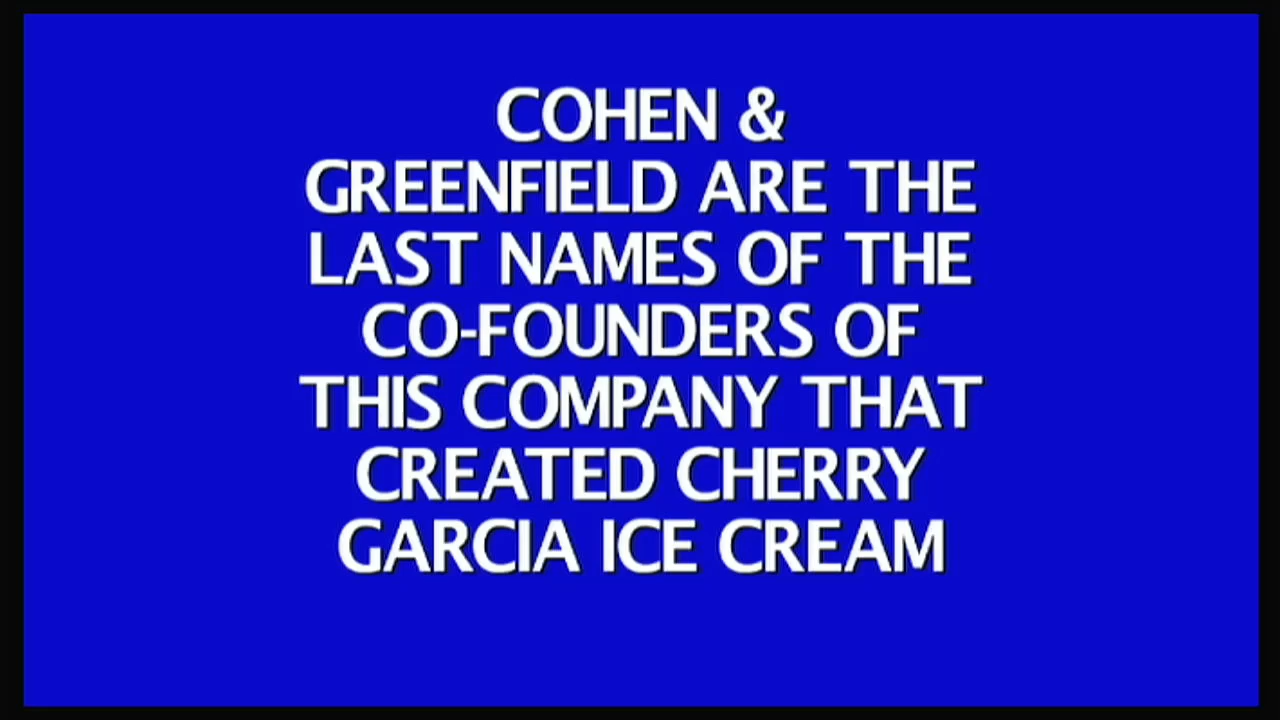 COHEN &
GREENFIELD ARE THE
LAST NAMES OF THE
CO-FOUNDERS OF
THIS COMPANY THAT
CREATED CHERRY
GARCIA ICE CREAM